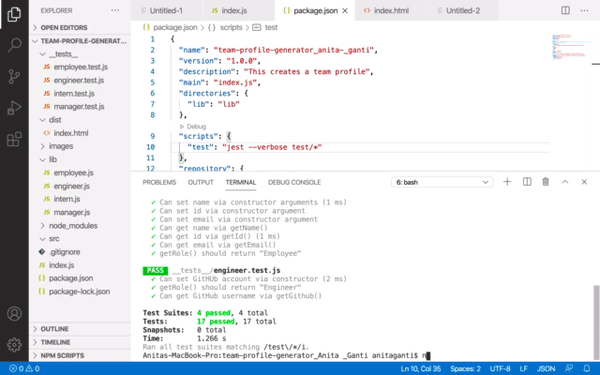 EXPLORER
OPEN EDITORS
TEAM-PROFILE-GENERATOR_...
__tests__
employee.test.js
engineer.test.js
intern.test.js
manager.test.js
dist
index.html
images
lib
employee.js
engineer.js
intern.js
manager.js
node_modules
src
.gitignore
index.js
package.json
package-lock.json
OUTLINE
TIMELINE
NPM SCRIPTS
Untitled-1
index.js
package.json
index.html
Untitled-2
package.json > {} scripts > test
1 {
2 "name": "team-profile-generator_anita-_ganti",
3 "version": "1.0.0",
4 "description": "This creates a team profile",
5 "main": "index.js",
6 "directories": {
7 "lib": "lib"
8 },
Debug
9 "scripts": {
10 "test": "jest --verbose test/*"
11 },
12 "repository": {
PROBLEMS OUTPUT TERMINAL DEBUG CONSOLE 6: bash
✓ Can set name via constructor arguments (1 ms)
✓ Can set id via constructor argument
✓ Can set email via constructor argument
✓ Can get name via getName()
✓ Can get id via getId() (1 ms)
✓ Can get email via getEmail()
✓ getRole() should return "Employee"
PASS __tests__/engineer.test.js
✓ Can set GitHUb account via constructor (2 ms)
✓ getRole() should return "Engineer"
✓ Can get GitHub username via getGithub()
Test Suites: 4 passed, 4 total
Tests: 17 passed, 17 total
Snapshots: 0 total
Time: 1.266 s
Ran all test suites matching /test\/*/i.
Anitas-MacBook-Pro:team-profile-generator_Anita _Ganti anitaganti$ n
0 0 Ln 10, Col 35 Spaces: 2 UTF-8 LF JSON